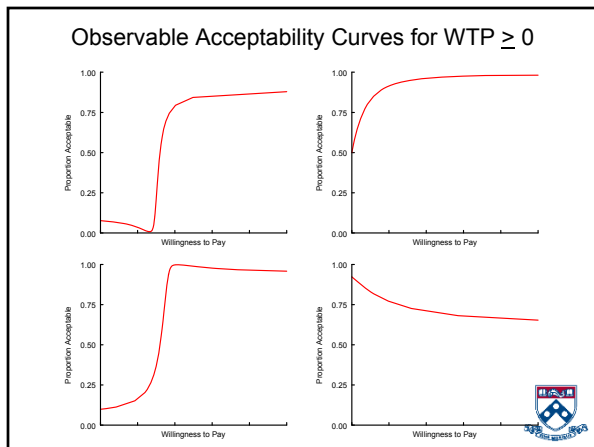 Observable Acceptability Curves for WTP ≥ 0
1.00
0.75
0.50
0.25
0.00
Proportion Acceptable
Willingness to Pay
1.00
0.75
0.50
0.25
0.00
Proportion Acceptable
Willingness to Pay
1.00
0.75
0.50
0.25
0.00
Proportion Acceptable
Willingness to Pay
1.00
0.75
0.50
0.25
0.00
Proportion Acceptable
Willingness to Pay